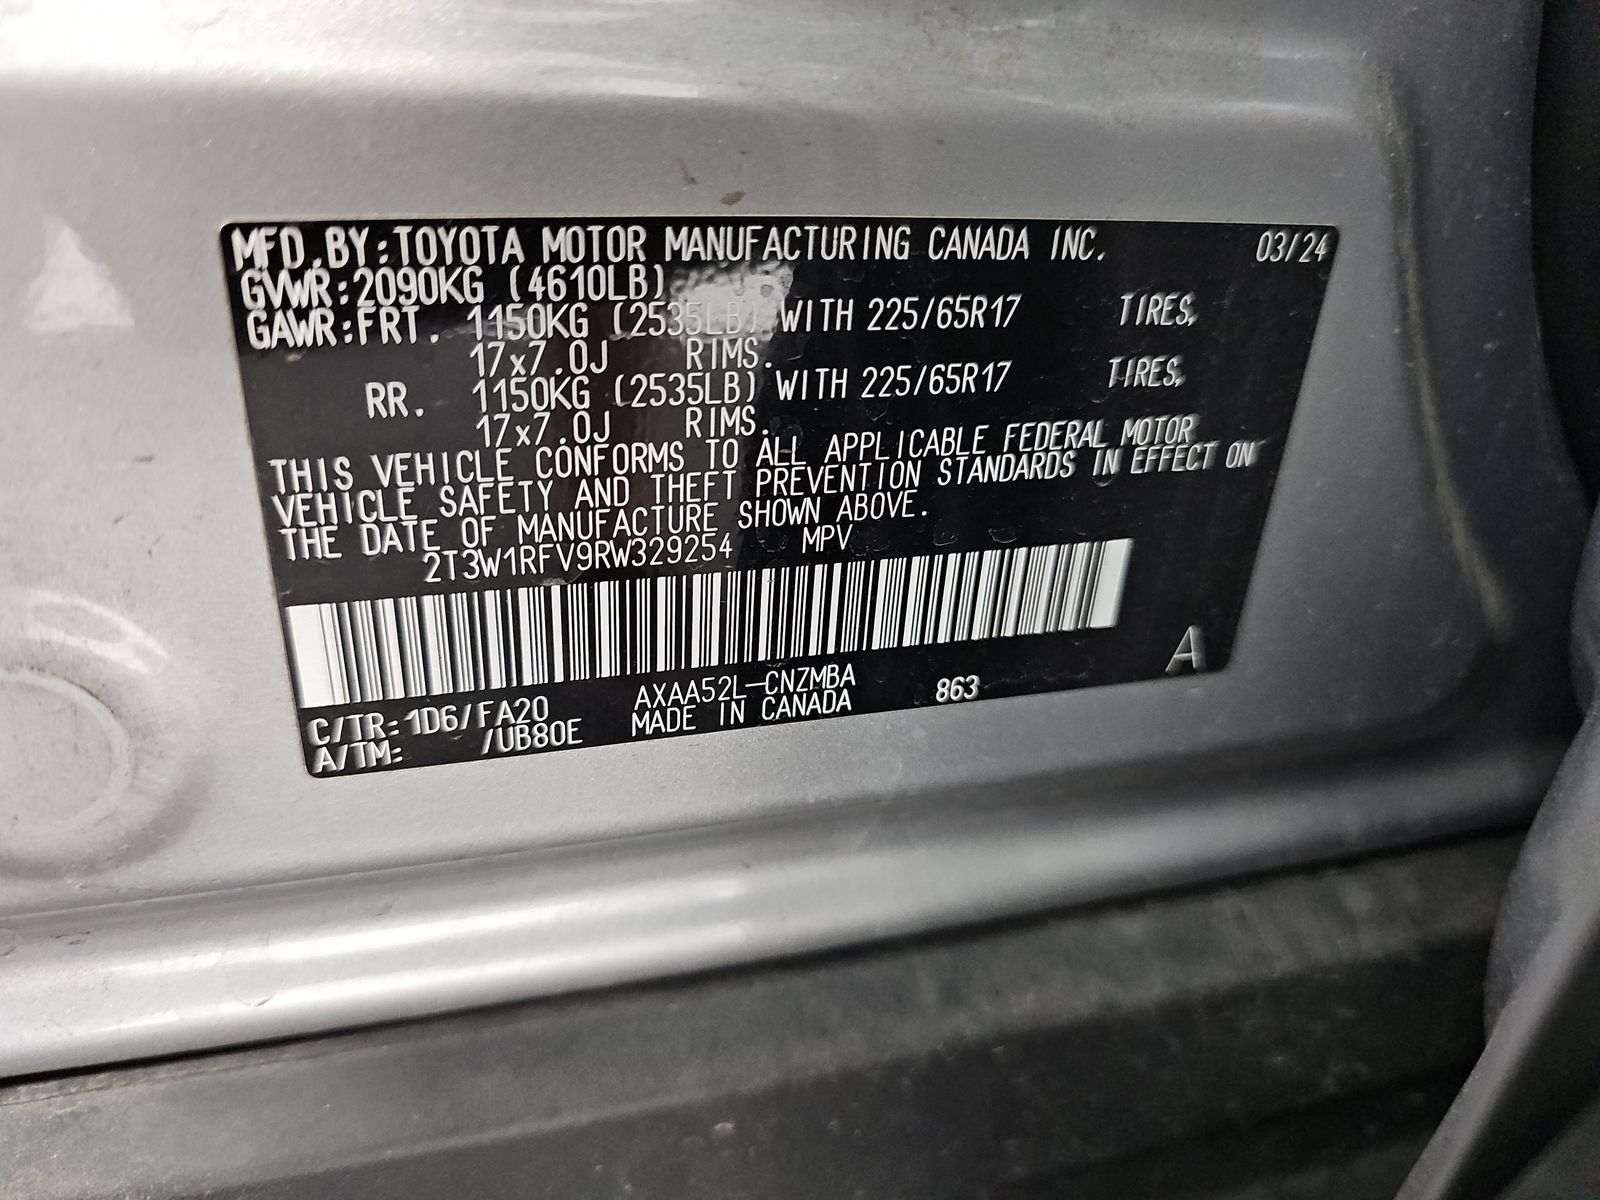 MFD. BY: TOYOTA MOTOR MANUFACTURING CANADA INC. 03/24
GVWR: 2090KG (4610LB)
GAWR: FRT. 1150KG (2535LB) WITH 225/65R17 TIRES,
17x7.0J RIMS.
RR. 1150KG (2535LB) WITH 225/65R17 TIRES,
17x7.0J RIMS.
THIS VEHICLE CONFORMS TO ALL APPLICABLE FEDERAL MOTOR
VEHICLE SAFETY AND THEFT PREVENTION STANDARDS IN EFFECT ON
THE DATE OF MANUFACTURE SHOWN ABOVE.
2T3W1RFV9RW329254 MPV
A
C/TR: 1D6/FA20 AXAA52L-CNZMBA 863
A/TM: /UB80E MADE IN CANADA